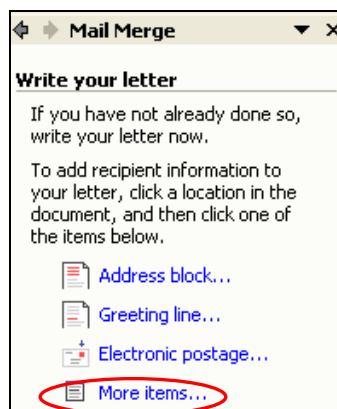 Mail Merge
Write your letter
If you have not already done so,
write your letter now.
To add recipient information to
your letter, click a location in the
document, and then click one of
the items below.
Address block...
Greeting line...
Electronic postage...
More items...